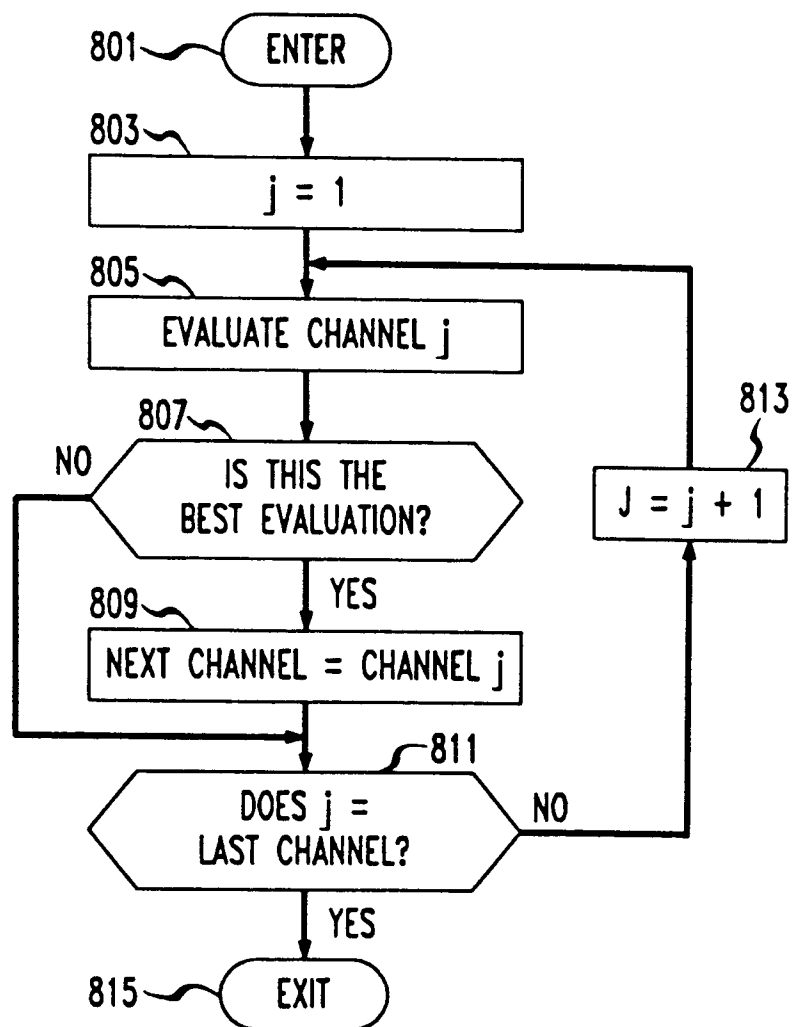 801
ENTER
803
j = 1
805
EVALUATE CHANNEL j
807
NO
IS THIS THE
BEST EVALUATION?
813
J = j + 1
YES
809
NEXT CHANNEL = CHANNEL j
811
DOES j =
LAST CHANNEL?
NO
YES
815
EXIT